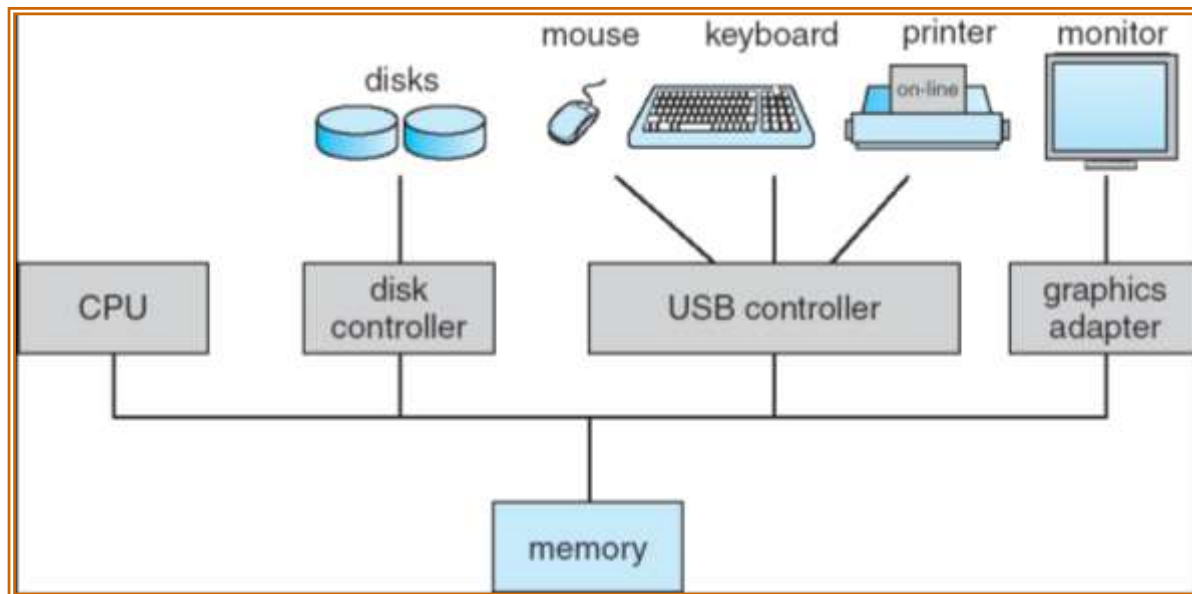 mouse keyboard printer monitor
disks
on-line
CPU
disk
controller
USB controller
graphics
adapter
memory